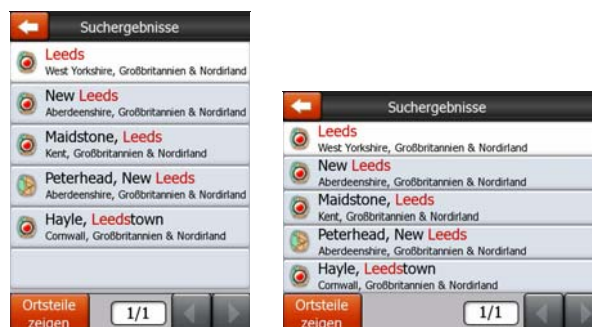 Suchergebnisse
Leeds
West Yorkshire, Großbritannien & Nordirland
New Leeds
Aberdeenshire, Großbritannien & Nordirland
Maidstone, Leeds
Kent, Großbritannien & Nordirland
Peterhead, New Leeds
Aberdeenshire, Großbritannien & Nordirland
Hayle, Leedstown
Cornwall, Großbritannien & Nordirland
Ortsteile
zeigen
1/1
Suchergebnisse
Leeds
West Yorkshire, Großbritannien & Nordirland
New Leeds
Aberdeenshire, Großbritannien & Nordirland
Maidstone, Leeds
Kent, Großbritannien & Nordirland
Peterhead, New Leeds
Aberdeenshire, Großbritannien & Nordirland
Hayle, Leedstown
Cornwall, Großbritannien & Nordirland
Ortsteile
zeigen
1/1